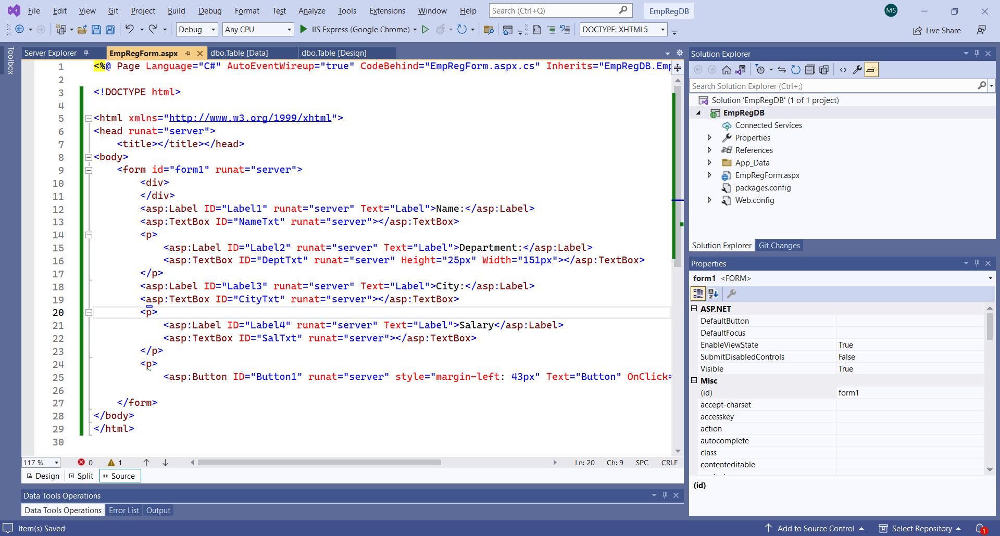 File Edit View Git Project Build Debug Format Test Analyze Tools Extensions Window Help Search (Ctrl+Q) EmpRegDB MS
Debug Any CPU IIS Express (Google Chrome) DOCTYPE: XHTML5 Live Share
Toolbox
Server Explorer EmpRegForm.aspx dbo.Table [Data] dbo.Table [Design]
1 <%@ Page Language="C#" AutoEventWireup="true" CodeBehind="EmpRegForm.aspx.cs" Inherits="EmpRegDB.Emp
2
3 <!DOCTYPE html>
4
5 <html xmlns="http://www.w3.org/1999/xhtml">
6 <head runat="server">
7 <title></title></head>
8 <body>
9 <form id="form1" runat="server">
10 <div>
11 </div>
12 <asp:Label ID="Label1" runat="server" Text="Label">Name:</asp:Label>
13 <asp:TextBox ID="NameTxt" runat="server"></asp:TextBox>
14 <p>
15 <asp:Label ID="Label2" runat="server" Text="Label">Department:</asp:Label>
16 <asp:TextBox ID="DeptTxt" runat="server" Height="25px" Width="151px"></asp:TextBox>
17 </p>
18 <asp:Label ID="Label3" runat="server" Text="Label">City:</asp:Label>
19 <asp:TextBox ID="CityTxt" runat="server"></asp:TextBox>
20 <p>
21 <asp:Label ID="Label4" runat="server" Text="Label">Salary</asp:Label>
22 <asp:TextBox ID="SalTxt" runat="server"></asp:TextBox>
23 </p>
24 <p>
25 <asp:Button ID="Button1" runat="server" style="margin-left: 43px" Text="Button" OnClick=
26
27 </form>
28 </body>
29 </html>
30
117 % 0 1 Ln: 20 Ch: 9 SPC CRLF
Design Split Source
Data Tools Operations
Data Tools Operations Error List Output
Solution Explorer
Search Solution Explorer (Ctrl+;)
Solution 'EmpRegDB' (1 of 1 project)
EmpRegDB
Connected Services
Properties
References
App_Data
EmpRegForm.aspx
packages.config
Web.config
Solution Explorer Git Changes
Properties
form1 <FORM>
ASP.NET
DefaultButton
DefaultFocus
EnableViewState True
SubmitDisabledControls False
Visible True
Misc
(id) form1
accept-charset
accesskey
action
autocomplete
class
contenteditable
(id)
Item(s) Saved Add to Source Control Select Repository 1